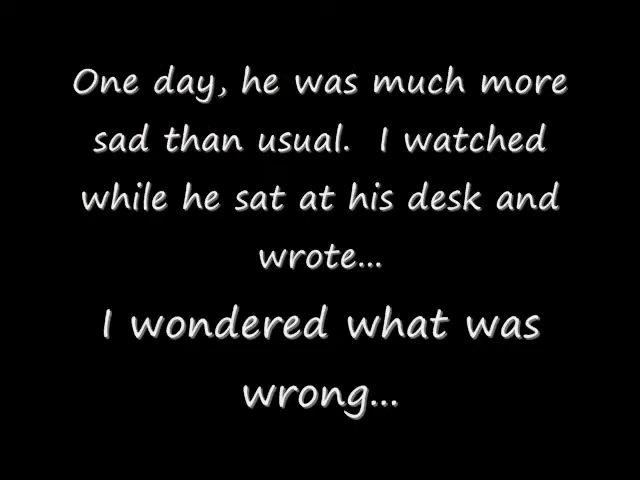 One day, he was much more
sad than usual.  I watched
while he sat at his desk and
wrote...
I wondered what was
wrong...